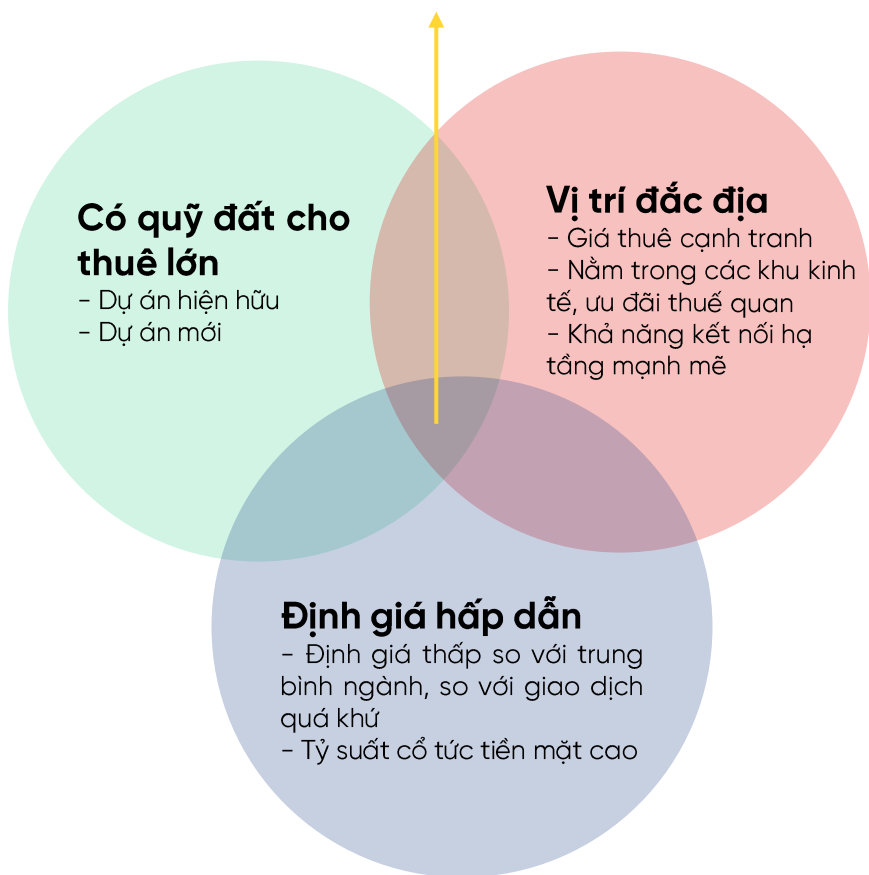 Có quỹ đất cho
thuê lớn
- Dự án hiện hữu
- Dự án mới
Vị trí đắc địa
- Giá thuê cạnh tranh
- Nằm trong các khu kinh
tế, ưu đãi thuế quan
- Khả năng kết nối hạ
tầng mạnh mẽ
Định giá hấp dẫn
- Định giá thấp so với trung
bình ngành, so với giao dịch
quá khứ
- Tỷ suất cổ tức tiền mặt cao